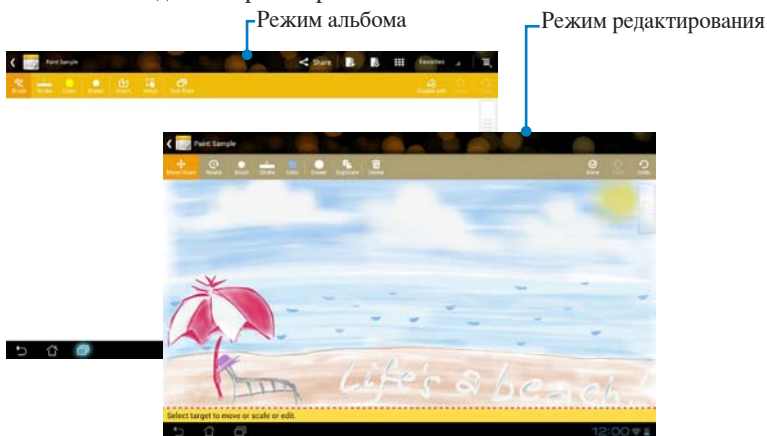 Режим альбома
Режим редактирования
Paint Sample
Share
Favorites
Brush Stroke Color Eraser Insert Select
Paint Sample
Move/Scale Rotate Brush Stroke Color Eraser Duplicate Delete Done Undo
Life's a beach!
Select target to move or scale or edit.
12:00